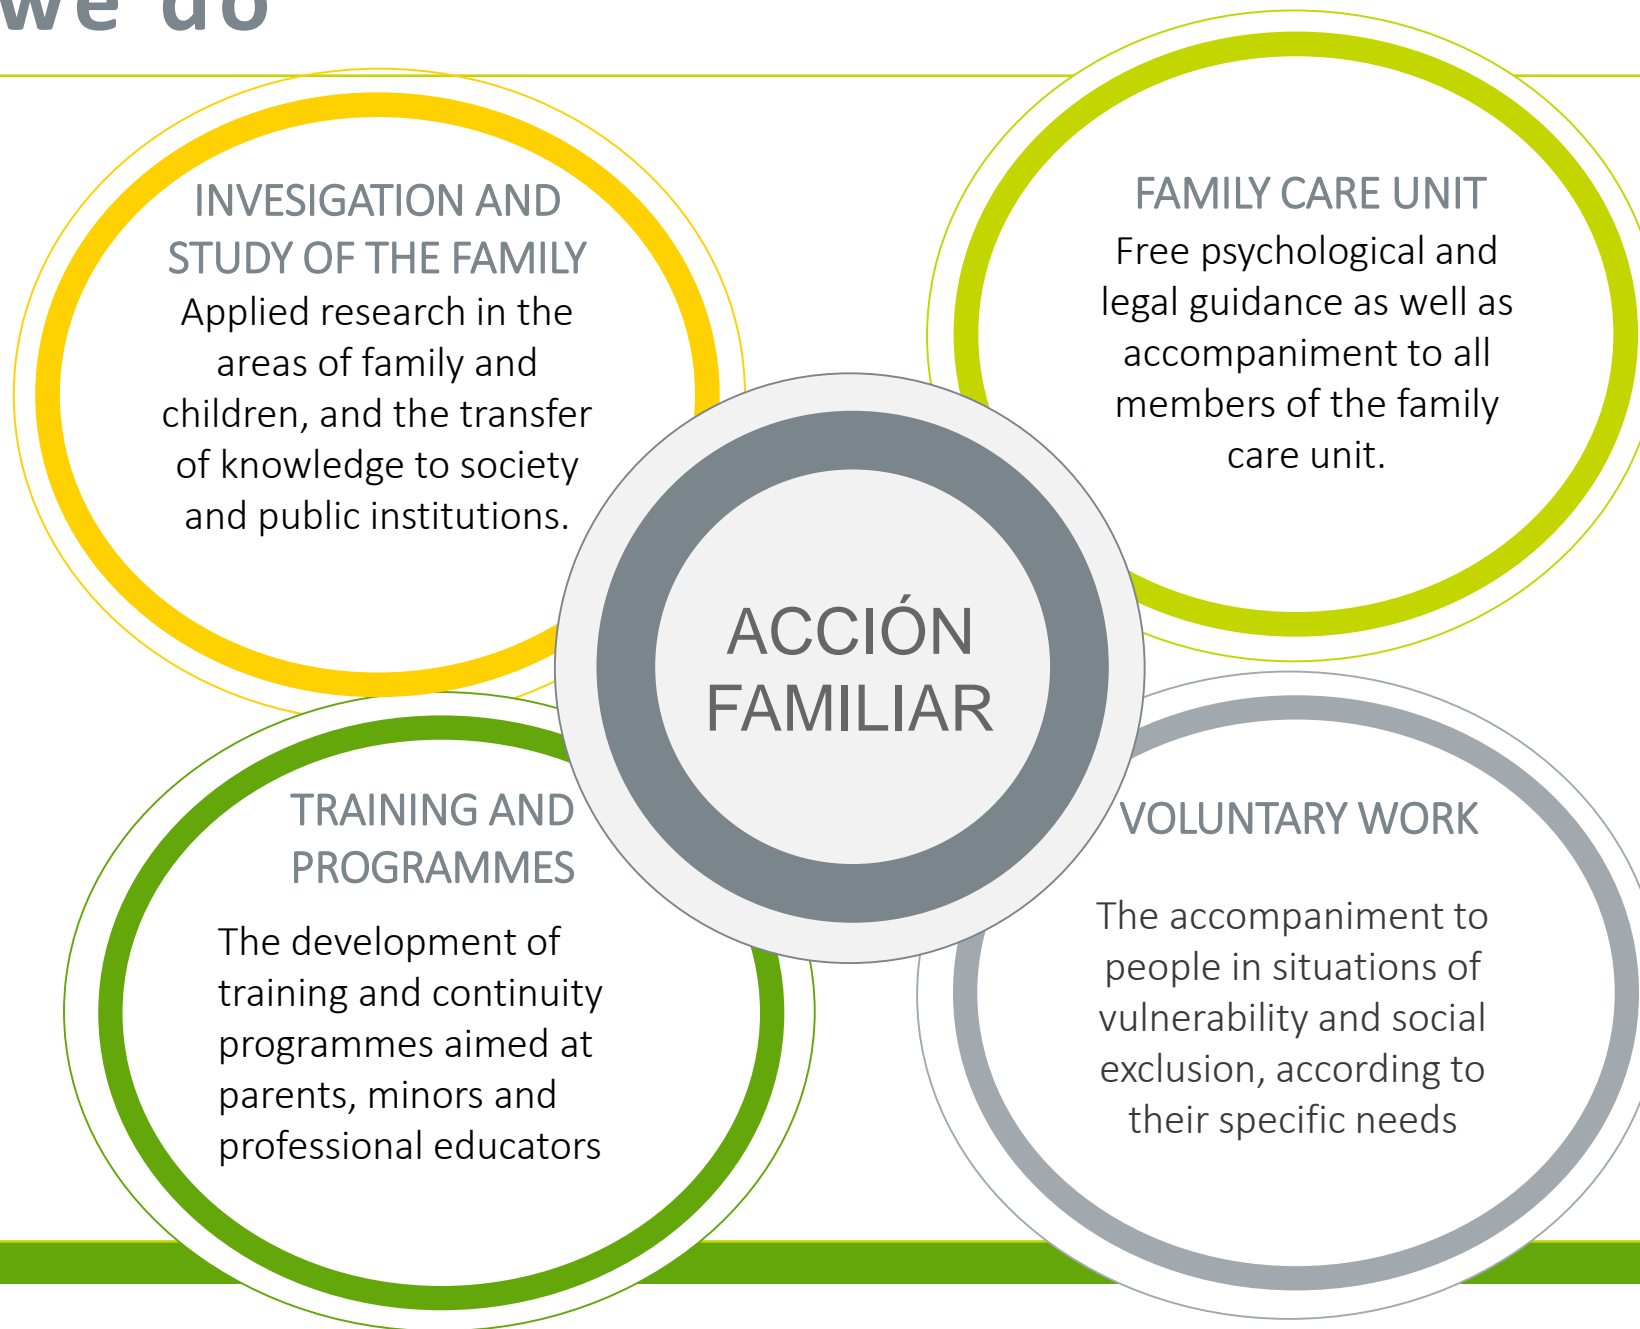 we do
INVESIGATION AND
STUDY OF THE FAMILY
Applied research in the
areas of family and
children, and the transfer
of knowledge to society
and public institutions.
FAMILY CARE UNIT
Free psychological and
legal guidance as well as
accompaniment to all
members of the family
care unit.
ACCIÓN
FAMILIAR
TRAINING AND
PROGRAMMES
The development of
training and continuity
programmes aimed at
parents, minors and
professional educators
VOLUNTARY WORK
The accompaniment to
people in situations of
vulnerability and social
exclusion, according to
their specific needs